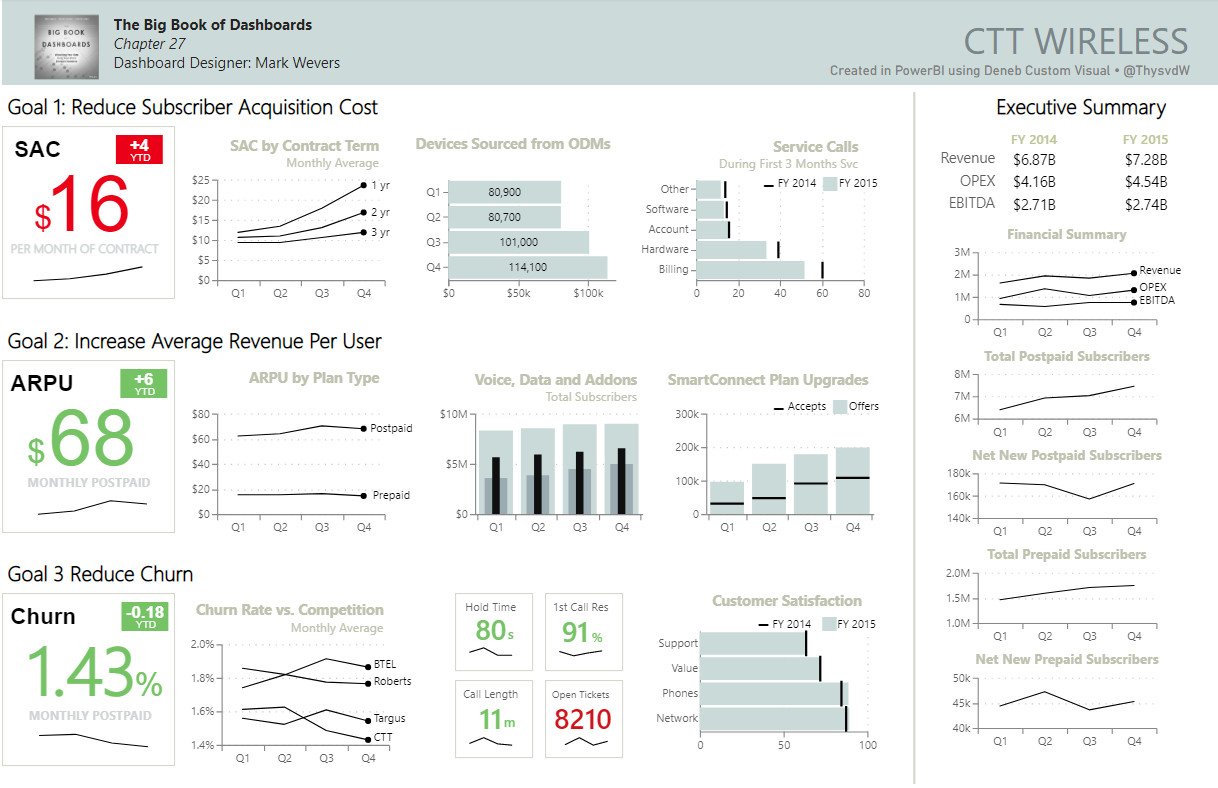 BIG BOOK
DASHBOARDS
The Big Book of Dashboards
Chapter 27
Dashboard Designer: Mark Wevers
CTT WIRELESS
Created in PowerBI using Deneb Custom Visual • @ThysvdW
Goal 1: Reduce Subscriber Acquisition Cost
SAC
+4
YTD
$16
PER MONTH OF CONTRACT
SAC by Contract Term
Monthly Average
$25
$20
$15
$10
$5
$0
1 yr
2 yr
3 yr
Q1 Q2 Q3 Q4
Devices Sourced from ODMs
Q1 80,900
Q2 80,700
Q3 101,000
Q4 114,100
$0 $50k $100k
Service Calls
During First 3 Months Svc
FY 2014 FY 2015
Other
Software
Account
Hardware
Billing
0 20 40 60 80
Goal 2: Increase Average Revenue Per User
ARPU
+6
YTD
$68
MONTHLY POSTPAID
ARPU by Plan Type
$80
$60
$40
$20
$0
Postpaid
Prepaid
Q1 Q2 Q3 Q4
Voice, Data and Addons
Total Subscribers
$10M
$5M
$0
Q1 Q2 Q3 Q4
SmartConnect Plan Upgrades
Accepts Offers
300k
200k
100k
0
Q1 Q2 Q3 Q4
Goal 3 Reduce Churn
Churn
-0.18
YTD
1.43%
MONTHLY POSTPAID
Churn Rate vs. Competition
Monthly Average
2.0%
1.8%
1.6%
1.4%
BTEL
Roberts
Targus
CTT
Q1 Q2 Q3 Q4
Hold Time
80s
1st Call Res
91%
Call Length
11m
Open Tickets
8210
Customer Satisfaction
FY 2014 FY 2015
Support
Value
Phones
Network
0 50 100
Executive Summary
FY 2014 FY 2015
Revenue $6.87B $7.28B
OPEX $4.16B $4.54B
EBITDA $2.71B $2.74B
Financial Summary
3M
2M
1M
0
Revenue
OPEX
EBITDA
Q1 Q2 Q3 Q4
Total Postpaid Subscribers
8M
7M
6M
Q1 Q2 Q3 Q4
Net New Postpaid Subscribers
180k
160k
140k
Q1 Q2 Q3 Q4
Total Prepaid Subscribers
2.0M
1.5M
1.0M
Q1 Q2 Q3 Q4
Net New Prepaid Subscribers
50k
45k
40k
Q1 Q2 Q3 Q4